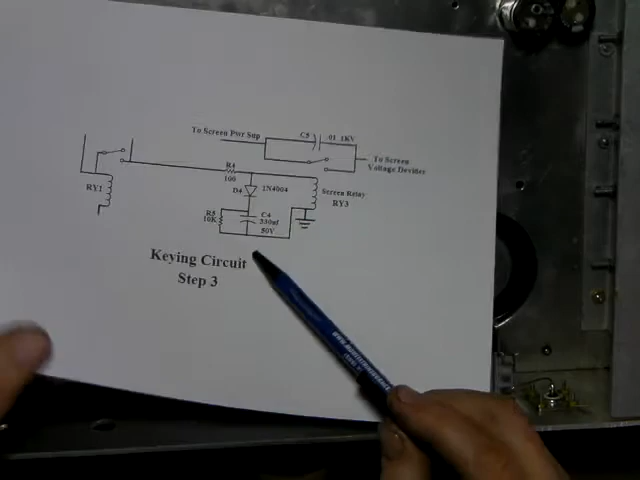 To Screen Pwr Sup
C5
.01 1KV
To Screen
Voltage Devider
R4
100
RY1
D4
1N4004
Screen Relay
RY3
R5
10K
C4
330uf
50V
Keying Circuit
Step 3